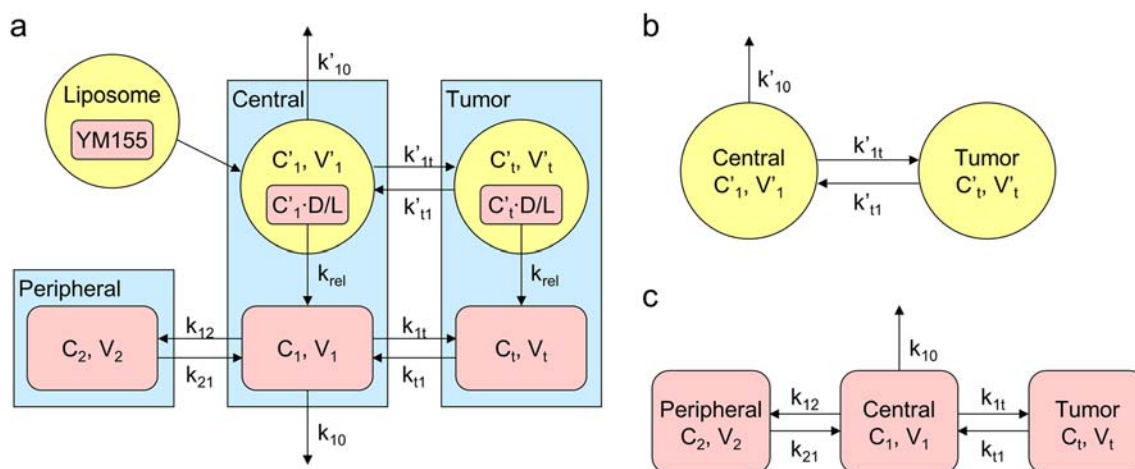 a
k'10
Liposome
YM155
Central
Tumor
C'1, V'1
C'1·D/L
k'1t
k't1
C't, V't
C't·D/L
krel
krel
Peripheral
C2, V2
k12
k21
C1, V1
k1t
kt1
Ct, Vt
k10
b
k'10
Central
C'1, V'1
k'1t
k't1
Tumor
C't, V't
c
k10
Peripheral
C2, V2
k12
k21
Central
C1, V1
k1t
kt1
Tumor
Ct, Vt